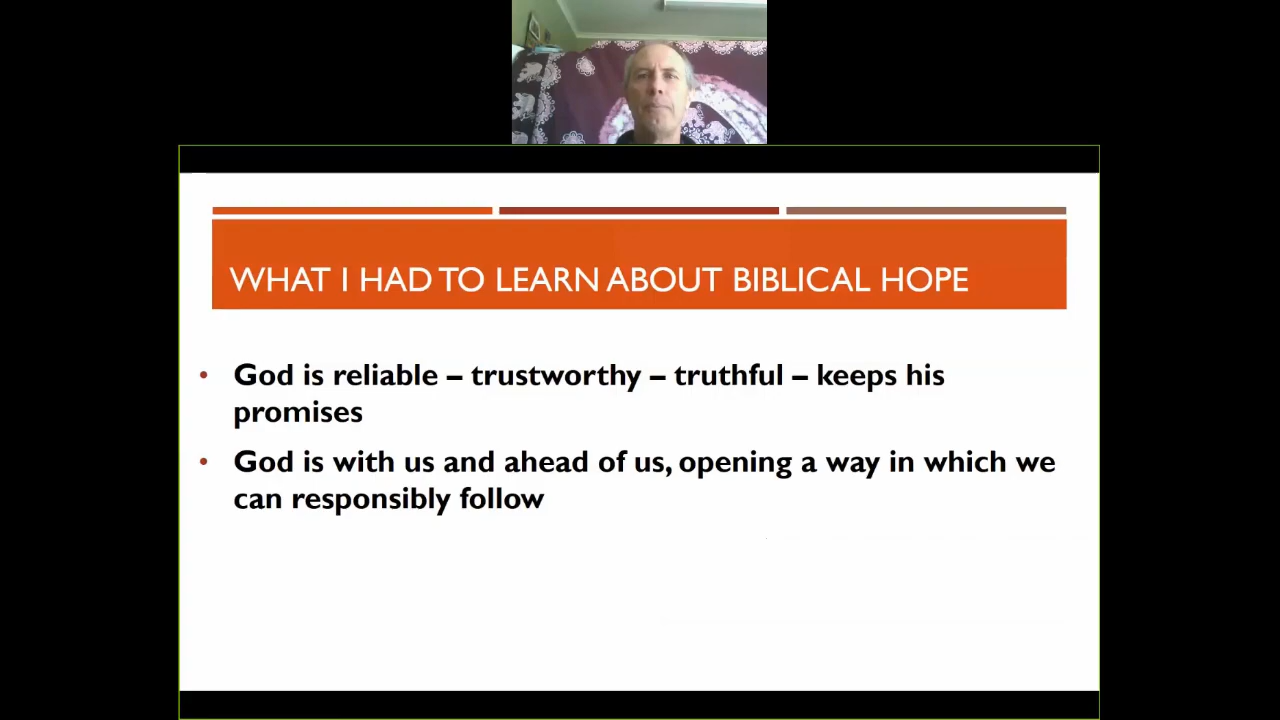 WHAT I HAD TO LEARN ABOUT BIBLICAL HOPE
• God is reliable – trustworthy – truthful – keeps his
promises
• God is with us and ahead of us, opening a way in which we
can responsibly follow